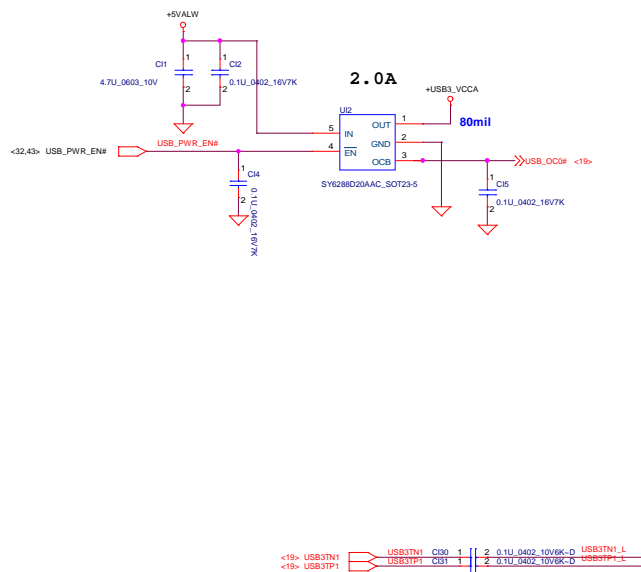 +5VALW
CI1
4.7U_0603_10V
1
2
CI2
0.1U_0402_16V7K
1
2
2.0A
+USB3_VCCA
80mil
UI2
5 IN
OUT 1
GND 2
4 EN
OCB 3
SY6288D20AAC_SOT23-5
<32,43> USB_PWR_EN#
USB_PWR_EN#
CI4
0.1U_0402_16V7K
1
2
USB_OC0# <19>
CI5
0.1U_0402_16V7K
1
2
<19> USB3TN1 USB3TN1 CI30 1 2 0.1U_0402_10V6K~D USB3TN1_L
<19> USB3TP1 USB3TP1 CI31 1 2 0.1U_0402_10V6K~D USB3TP1_L